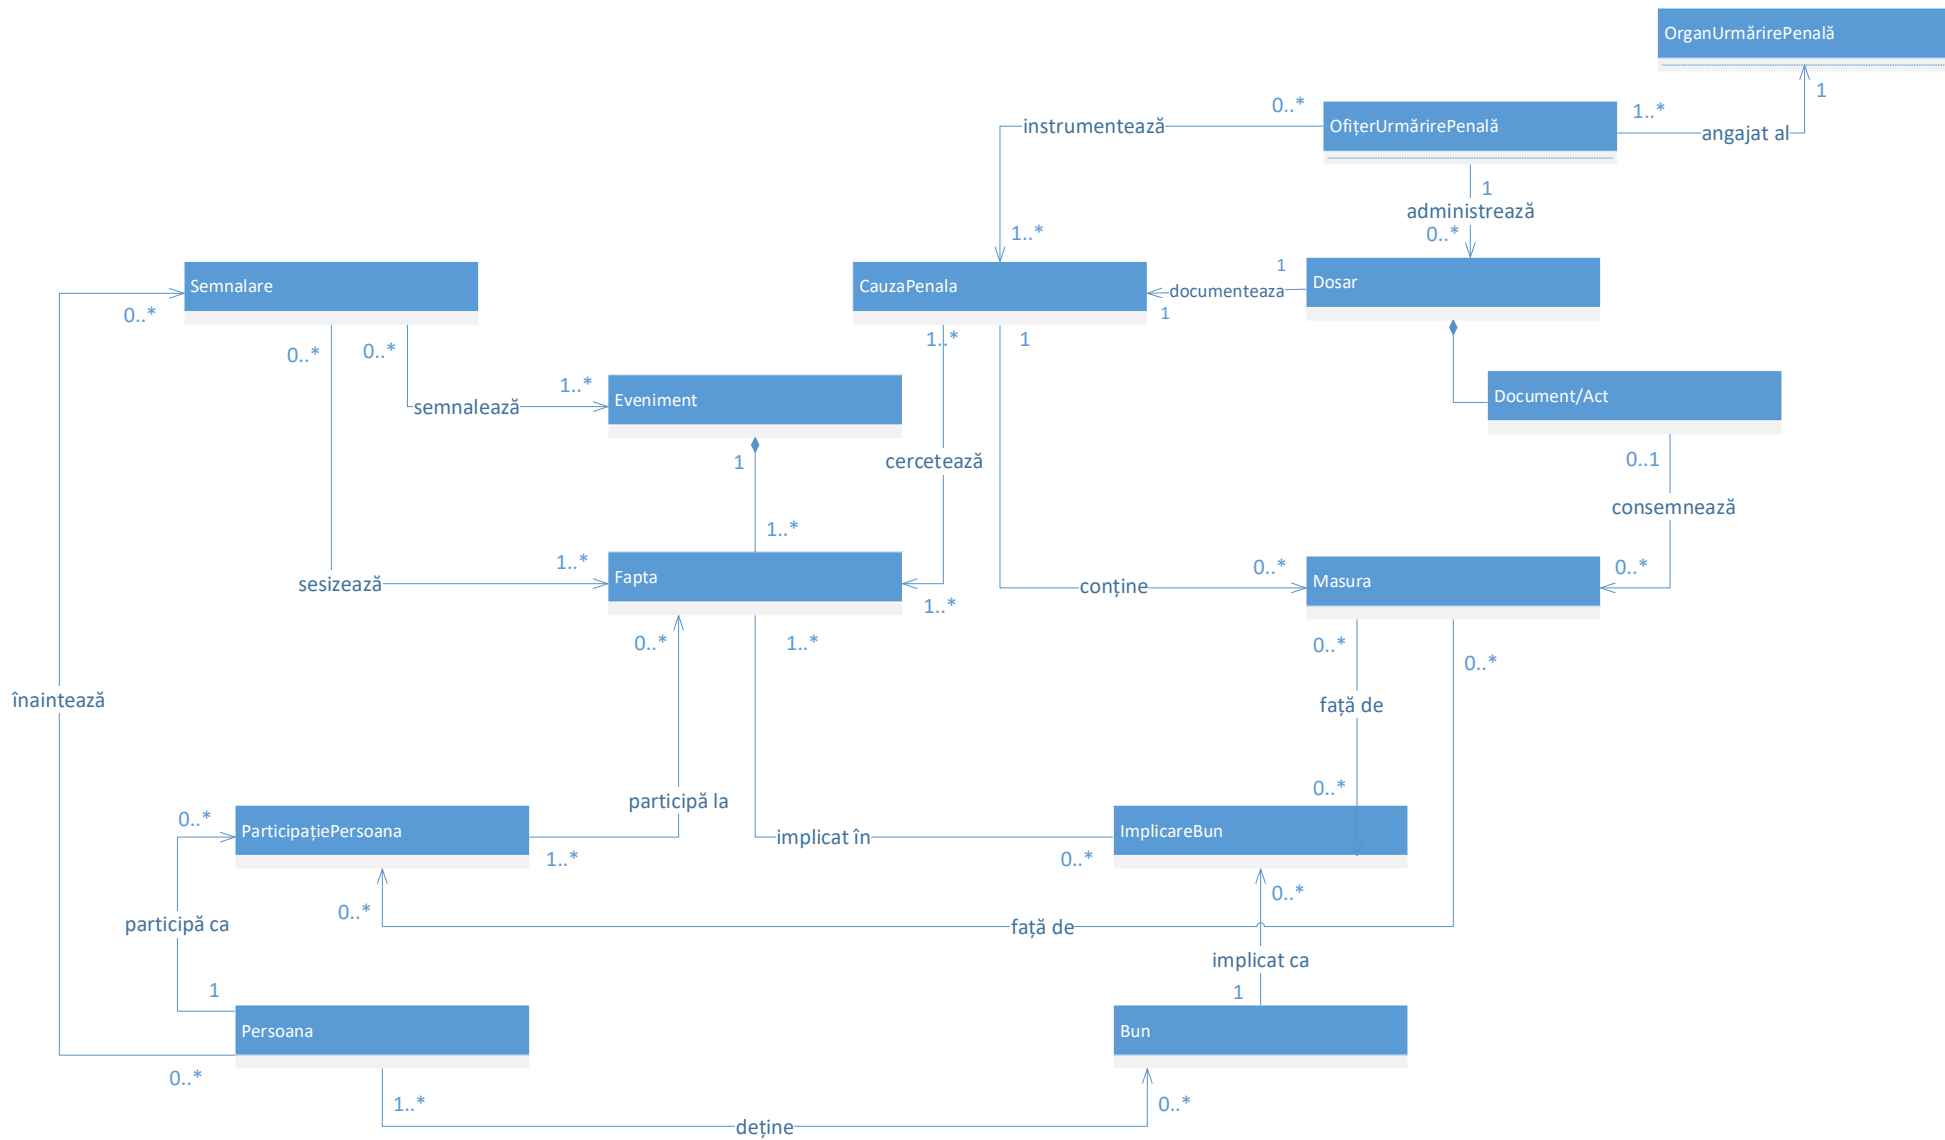 OrganUrmărirePenală
1
0..*
OfițerUrmărirePenală
1..*
instrumentează
angajat al
1
administrează
0..*
1..*
Semnalare
CauzaPenala
1
documenteaza
Dosar
0..*
1
0..*
0..*
1..*
1
1..*
semnalează
Eveniment
Document/Act
1
cercetează
0..1
consemnează
1..*
1..*
sesizează
Fapta
1..*
conține
0..*
Masura
0..*
0..*
1..*
0..*
0..*
înaintează
față de
0..*
participă la
0..*
ParticipațiePersoana
1..*
implicat în
0..*
ImplicareBun
0..*
0..*
participă ca
față de
implicat ca
1
1
Persoana
Bun
0..*
1..*
0..*
deține